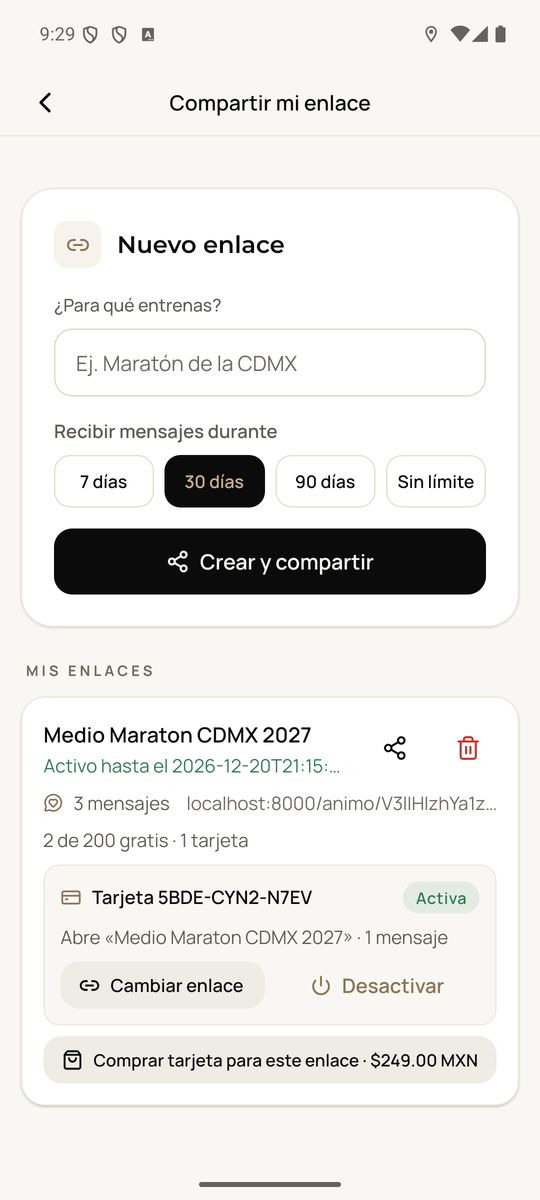 9:29
Compartir mi enlace
Nuevo enlace
¿Para qué entrenas?
Ej. Maratón de la CDMX
Recibir mensajes durante
7 días 30 días 90 días Sin límite
Crear y compartir
MIS ENLACES
Medio Maraton CDMX 2027
Activo hasta el 2026-12-20T21:15:...
3 mensajes localhost:8000/animo/V3IIHIzhYa1z...
2 de 200 gratis · 1 tarjeta
Tarjeta 5BDE-CYN2-N7EV Activa
Abre «Medio Maraton CDMX 2027» · 1 mensaje
Cambiar enlace Desactivar
Comprar tarjeta para este enlace · $249.00 MXN